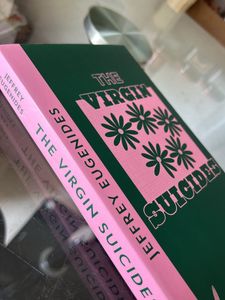 THE
VIRGIN
SUICIDES
JEFFREY EUGENIDES
JEFFREY
EUGENIDES
THE VIRGIN SUICIDES